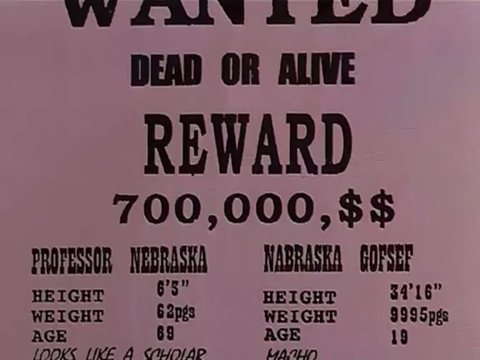 WANTED
DEAD OR ALIVE
REWARD
700,000,$$
PROFESSOR NEBRASKA NABRASKA GOFSEF
HEIGHT 6'3" HEIGHT 34'16"
WEIGHT 62pgs WEIGHT 9995pgs
AGE 69 AGE 19
LOOKS LIKE A SCHOLAR MACHO